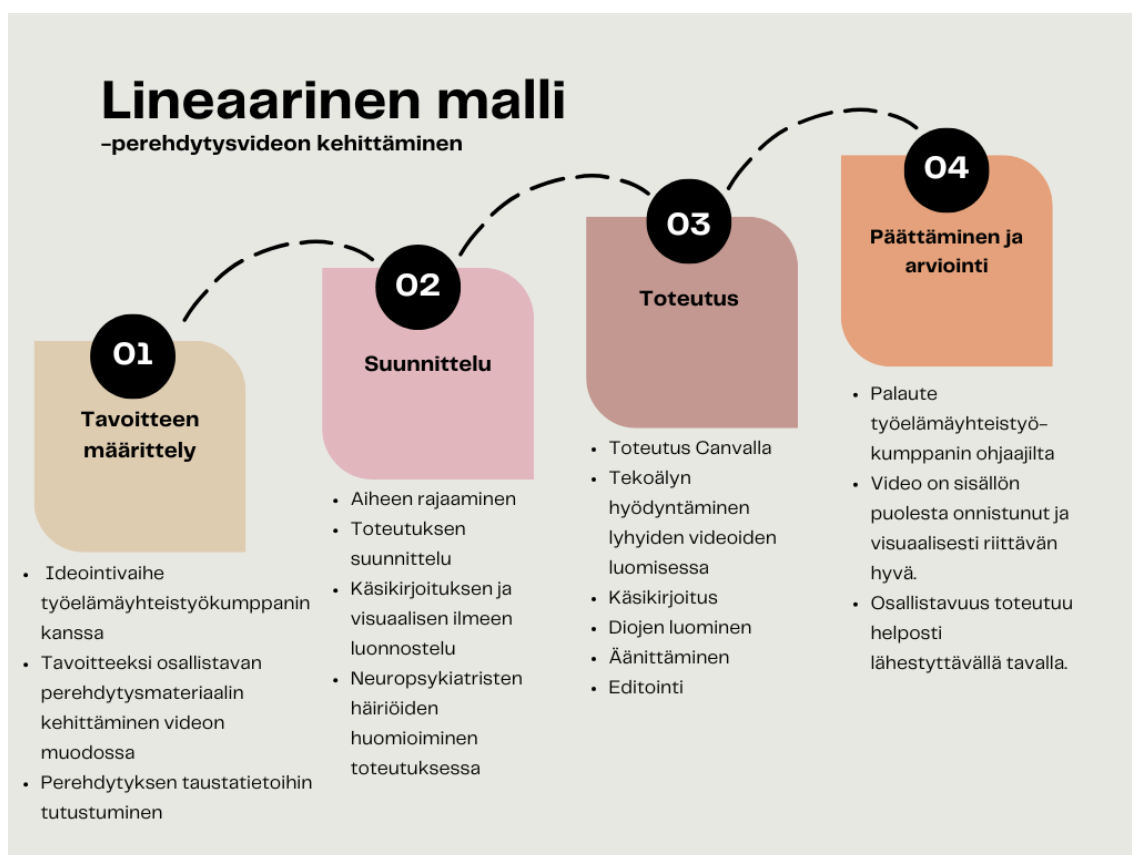 Lineaarinen malli
-perehdytysvideon kehittäminen
01
Tavoitteen
määrittely
• Ideointivaihe
työelämäyhteistyökumppanin
kanssa
• Tavoitteeksi osallistavan
perehdytysmateriaalin
kehittäminen videon
muodossa
• Perehdytyksen taustatietoihin
tutustuminen
02
Suunnittelu
• Aiheen rajaaminen
• Toteutuksen
suunnittelu
• Käsikirjoituksen ja
visuaalisen ilmeen
luonnostelu
• Neuropsykiatristen
häiriöiden
huomioiminen
toteutuksessa
03
Toteutus
• Toteutus Canvalla
• Tekoälyn
hyödyntäminen
lyhyiden videoiden
luomisessa
• Käsikirjoitus
• Diojen luominen
• Äänittäminen
• Editointi
04
Päättäminen ja
arviointi
• Palaute
työelämäyhteistyö-
kumppanin ohjaajilta
• Video on sisällön
puolesta onnistunut ja
visuaalisesti riittävän
hyvä.
• Osallistavuus toteutuu
helposti
lähestyttävällä tavalla.